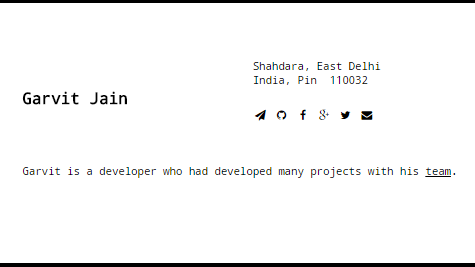 Shahdara, East Delhi
India, Pin  110032
Garvit Jain
Garvit is a developer who had developed many projects with his team.